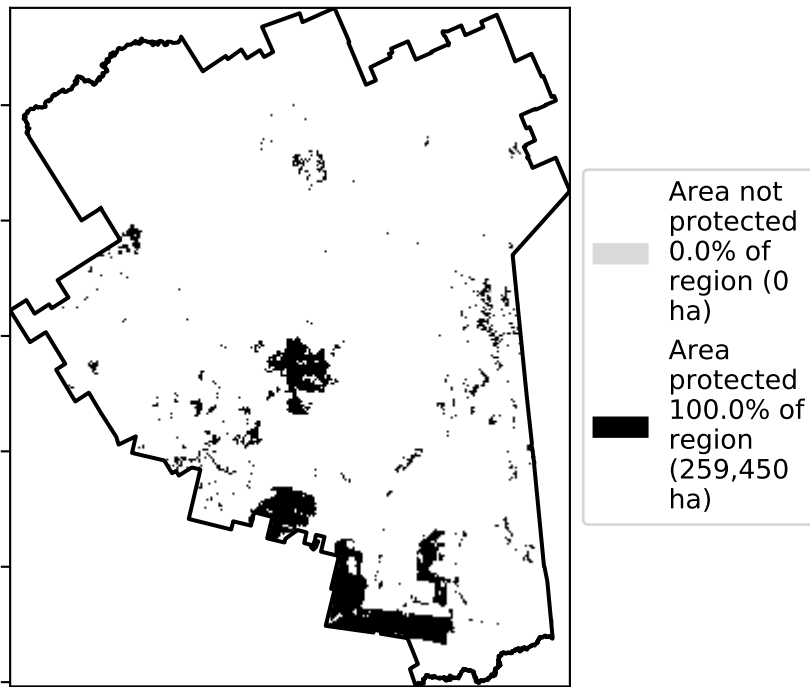 Area not
protected
0.0% of
region (0
ha)
Area
protected
100.0% of
region
(259,450
ha)